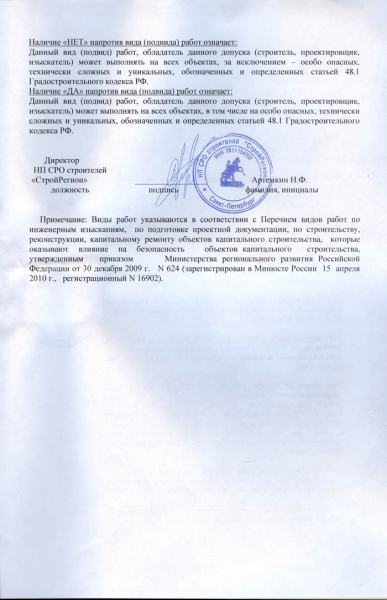 Наличие «НЕТ» напротив вида (подвида) работ означает:
Данный вид (подвид) работ, обладатель данного допуска (строитель, проектировщик,
изыскатель) может выполнять на всех объектах, за исключением – особо опасных,
технически сложных и уникальных, обозначенных и определенных статьей 48.1
Градостроительного кодекса РФ.
Наличие «ДА» напротив вида (подвида) работ означает:
Данный вид (подвид) работ, обладатель данного допуска (строитель, проектировщик,
изыскатель) может выполнять на всех объектах, в том числе на особо опасных, технически
сложных и уникальных, обозначенных и определенных статьей 48.1 Градостроительного
кодекса РФ.
Директор
НП СРО строителей
«СтройРегион»
Артемкин Н.Ф.
должность
подпись
фамилия, инициалы
НП СРО строителей "СтройРегион"
Санкт-Петербург
Примечание: Виды работ указываются в соответствии с Перечнем видов работ по
инженерным изысканиям, по подготовке проектной документации, по строительству,
реконструкции, капитальному ремонту объектов капитального строительства, которые
оказывают влияние на безопасность объектов капитального строительства,
утвержденным приказом Министерства регионального развития Российской
Федерации от 30 декабря 2009 г. N 624 (зарегистрирован в Минюсте России 15 апреля
2010 г., регистрационный N 16902).